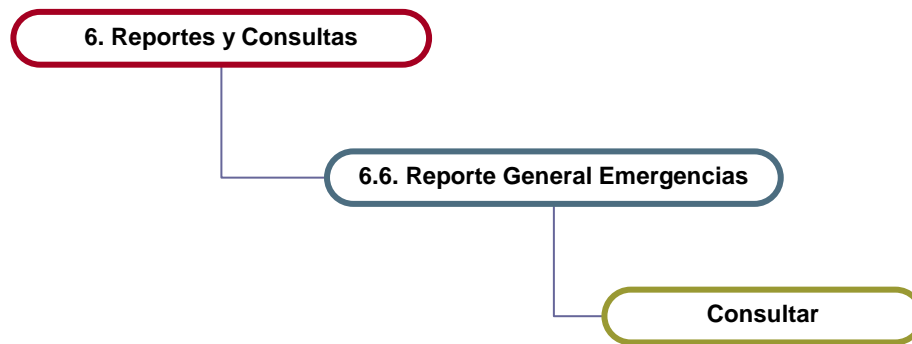 6. Reportes y Consultas
6.6. Reporte General Emergencias
Consultar